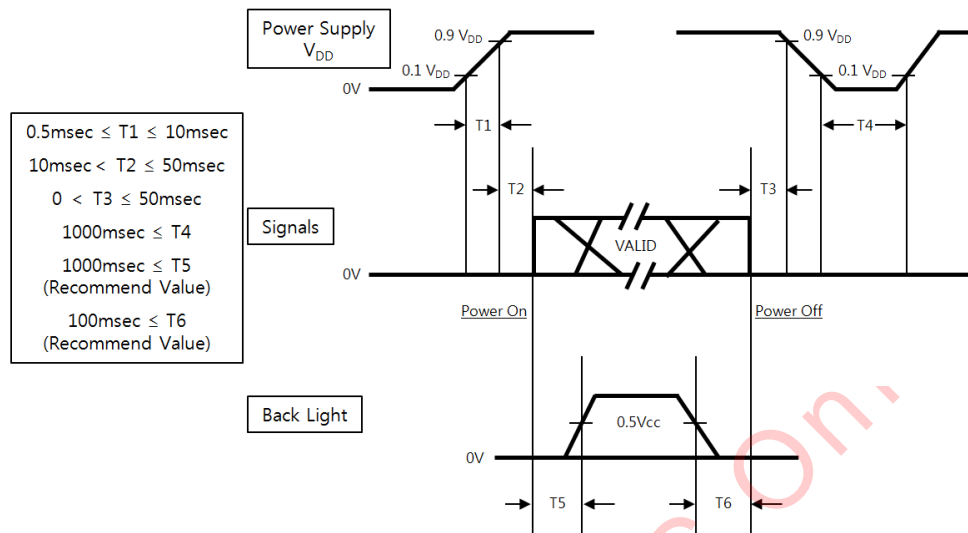 Power Supply
VDD
0.9 VDD
0.1 VDD
0V
0.9 VDD
0.1 VDD
T1
T4
0.5msec ≤ T1 ≤ 10msec
10msec < T2 ≤ 50msec
0 < T3 ≤ 50msec
1000msec ≤ T4
1000msec ≤ T5
(Recommend Value)
100msec ≤ T6
(Recommend Value)
T2
T3
Signals
VALID
0V
Power On
Power Off
Back Light
0.5Vcc
0V
T5
T6